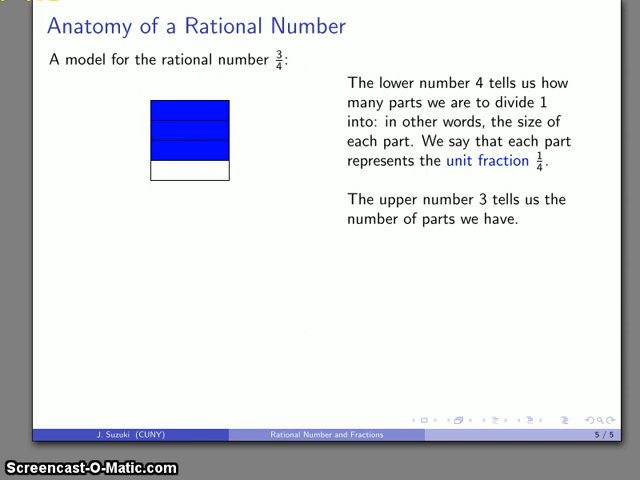 Anatomy of a Rational Number
A model for the rational number 3/4:
The lower number 4 tells us how
many parts we are to divide 1
into: in other words, the size of
each part. We say that each part
represents the unit fraction 1/4.
The upper number 3 tells us the
number of parts we have.
J. Suzuki (CUNY)
Rational Number and Fractions
5 / 5
Screencast-O-Matic.com